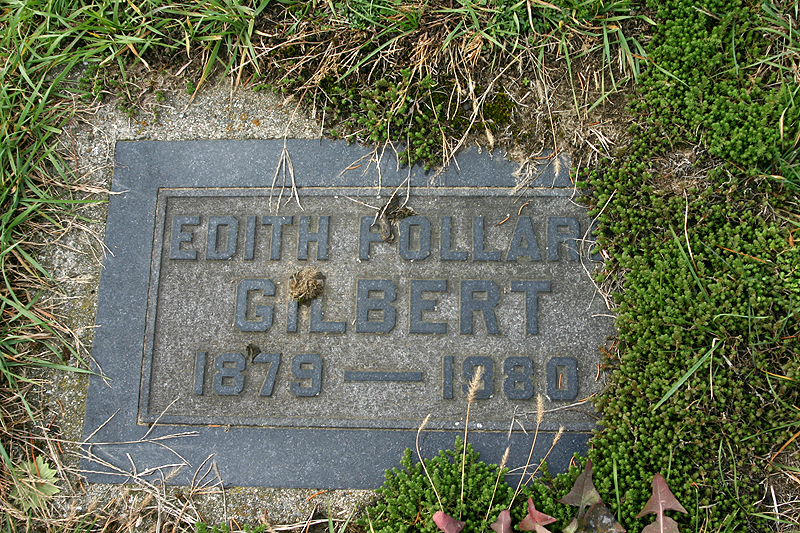 EDITH POLLARD
GILBERT
1879 — 1980